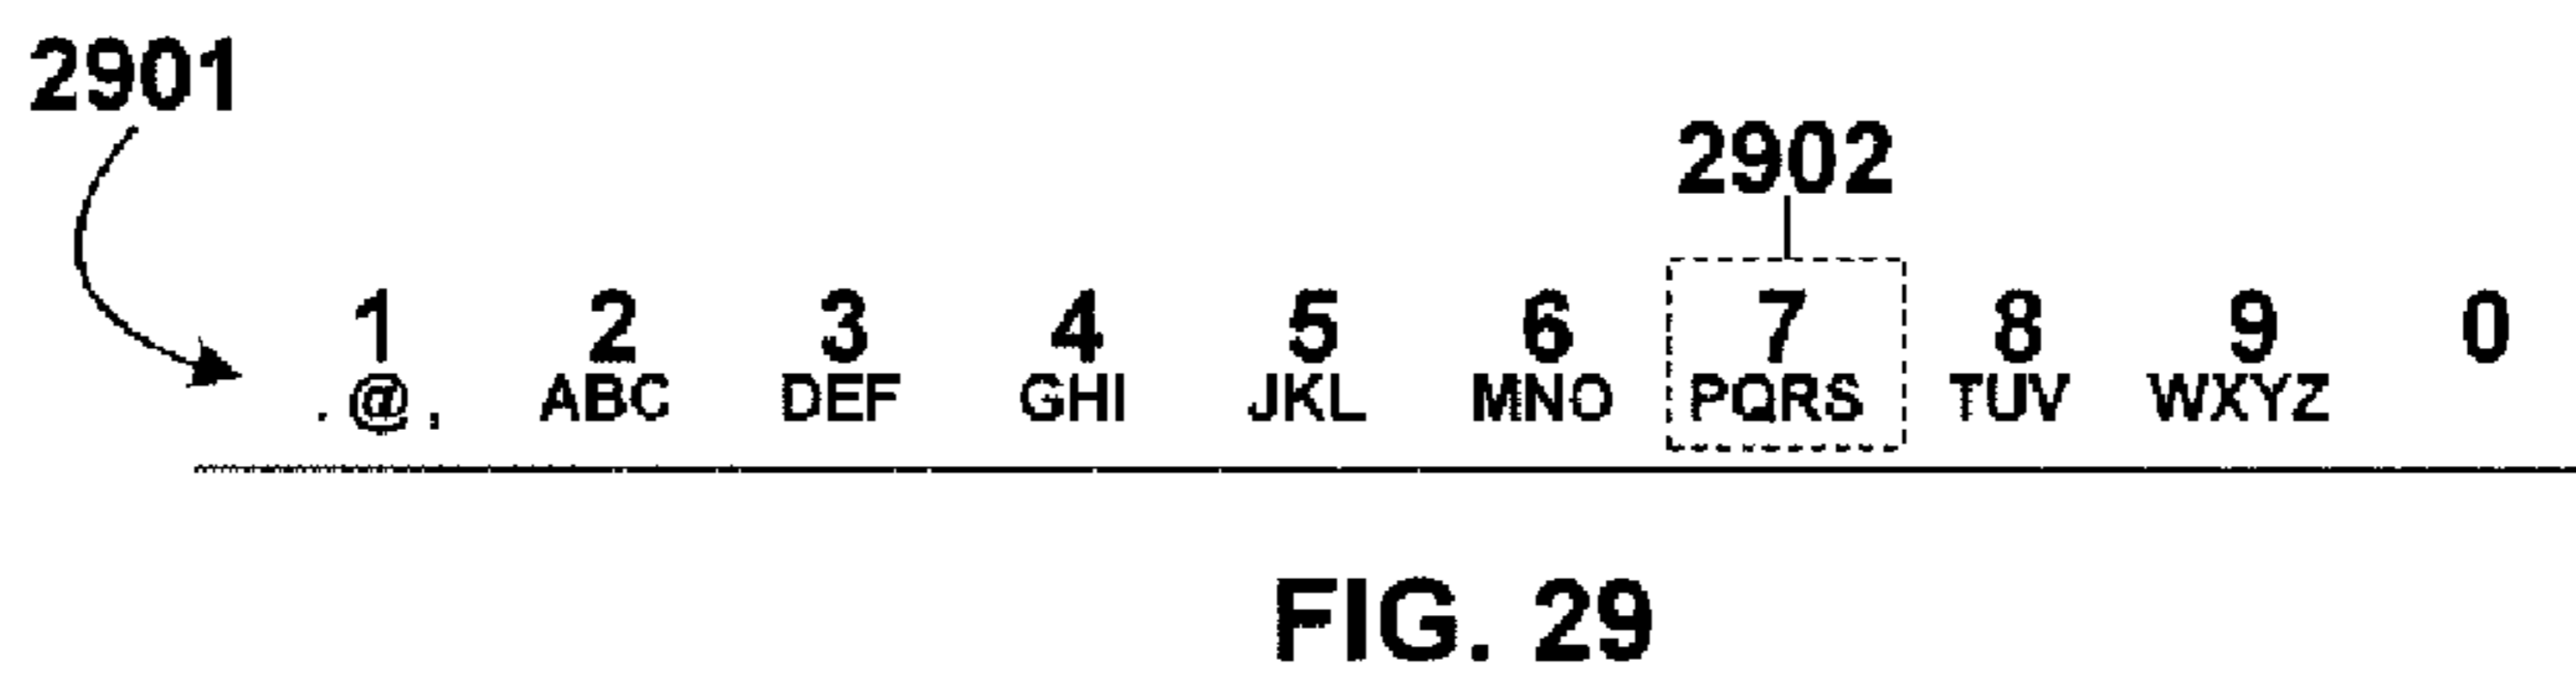 2901
2902
1 2 3 4 5 6 7 8 9 0
. @ , ABC DEF GHI JKL MNO PQRS TUV WXYZ
FIG. 29